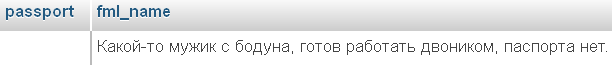 passport fml_name
Какой-то мужик с бодуна, готов работать двоником, паспорта нет.